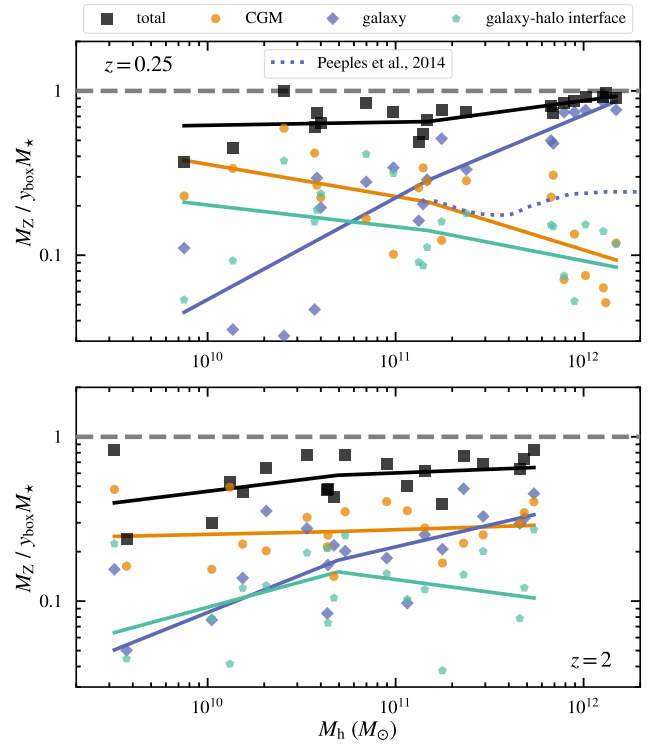 total CGM galaxy galaxy-halo interface
z = 0.25
Peeples et al., 2014
1
0.1
M_Z / y_box M_⋆
10^10 10^11 10^12
1
0.1
M_Z / y_box M_⋆
z = 2
10^10 10^11 10^12
M_h (M_⊙)